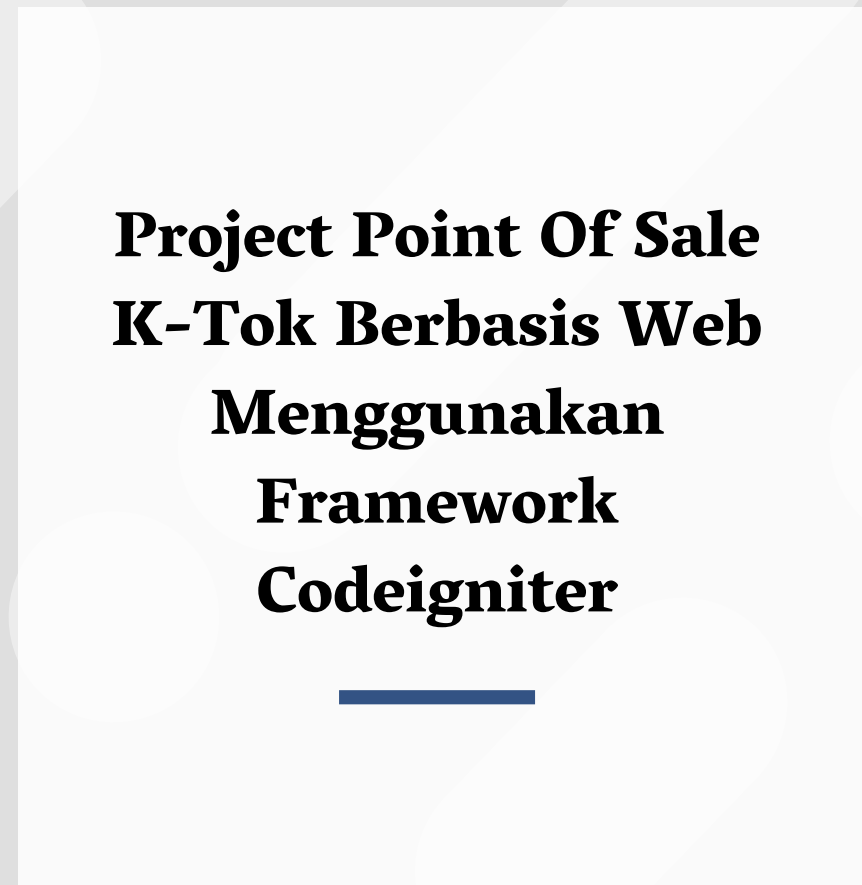 Project Point Of Sale
K-Tok Berbasis Web
Menggunakan
Framework
Codeigniter